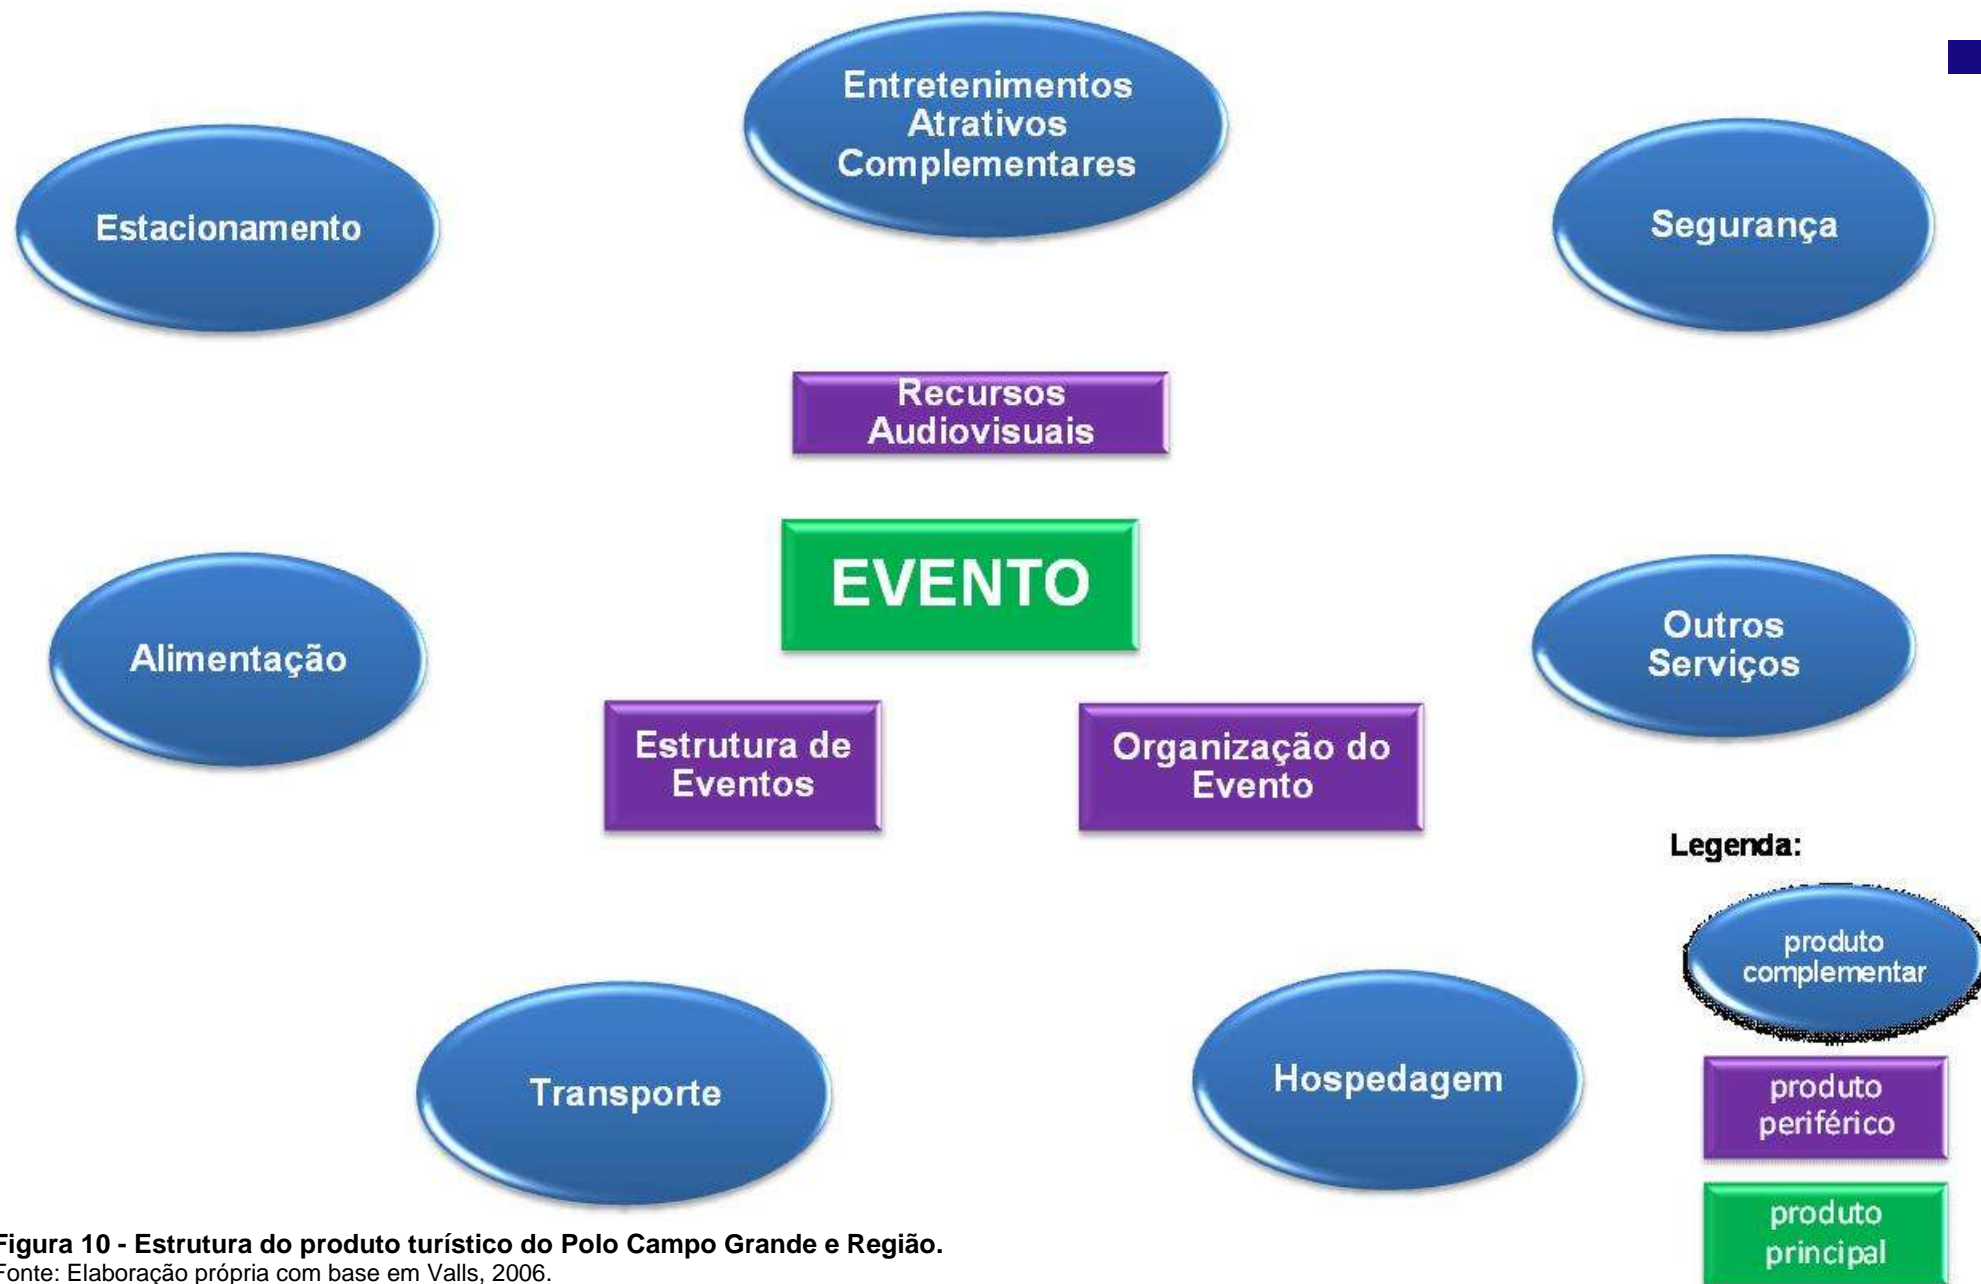 Entretenimentos
Atrativos
Complementares
Estacionamento
Segurança
Recursos
Audiovisuais
EVENTO
Alimentação
Outros
Serviços
Estrutura de
Eventos
Organização do
Evento
Legenda:
produto
complementar
Transporte
Hospedagem
produto
periférico
produto
principal
Figura 10 - Estrutura do produto turístico do Polo Campo Grande e Região.
Fonte: Elaboração própria com base em Valls, 2006.